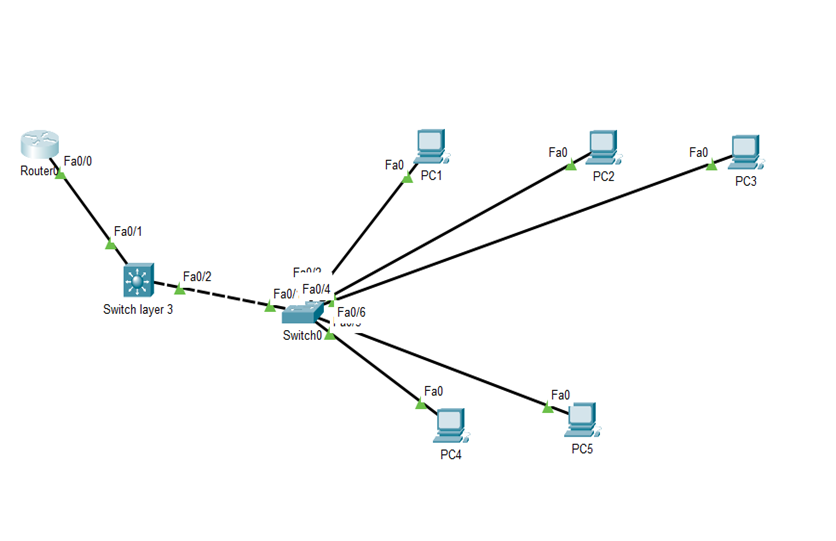 Fa0/0
Router0
Fa0
PC1
Fa0
PC2
Fa0
PC3
Fa0/1
Switch layer 3
Fa0/2
Fa0/4
Fa0/6
Switch0
Fa0
PC4
Fa0
PC5